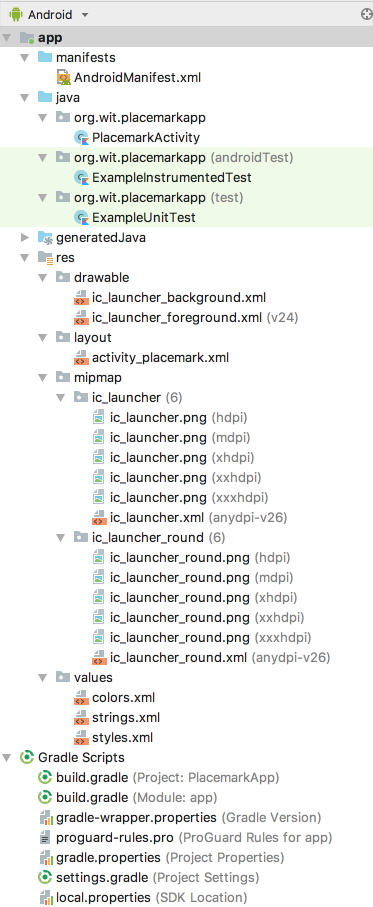 Android
app
manifests
AndroidManifest.xml
java
org.wit.placemarkapp
PlacemarkActivity
org.wit.placemarkapp (androidTest)
ExampleInstrumentedTest
org.wit.placemarkapp (test)
ExampleUnitTest
generatedJava
res
drawable
ic_launcher_background.xml
ic_launcher_foreground.xml (v24)
layout
activity_placemark.xml
mipmap
ic_launcher (6)
ic_launcher.png (hdpi)
ic_launcher.png (mdpi)
ic_launcher.png (xhdpi)
ic_launcher.png (xxhdpi)
ic_launcher.png (xxxhdpi)
ic_launcher.xml (anydpi-v26)
ic_launcher_round (6)
ic_launcher_round.png (hdpi)
ic_launcher_round.png (mdpi)
ic_launcher_round.png (xhdpi)
ic_launcher_round.png (xxhdpi)
ic_launcher_round.png (xxxhdpi)
ic_launcher_round.xml (anydpi-v26)
values
colors.xml
strings.xml
styles.xml
Gradle Scripts
build.gradle (Project: PlacemarkApp)
build.gradle (Module: app)
gradle-wrapper.properties (Gradle Version)
proguard-rules.pro (ProGuard Rules for app)
gradle.properties (Project Properties)
settings.gradle (Project Settings)
local.properties (SDK Location)